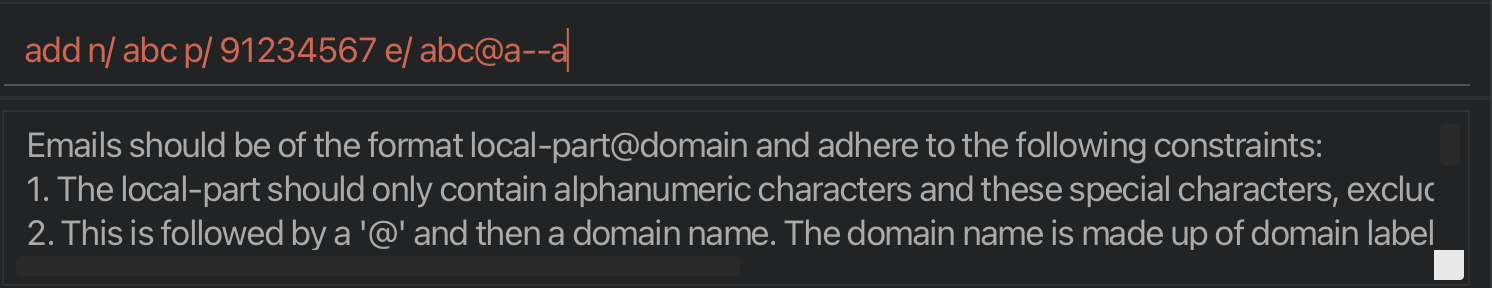 add n/ abc p/ 91234567 e/ abc@a--a
Emails should be of the format local-part@domain and adhere to the following constraints:
1. The local-part should only contain alphanumeric characters and these special characters, exclud
2. This is followed by a '@' and then a domain name. The domain name is made up of domain label